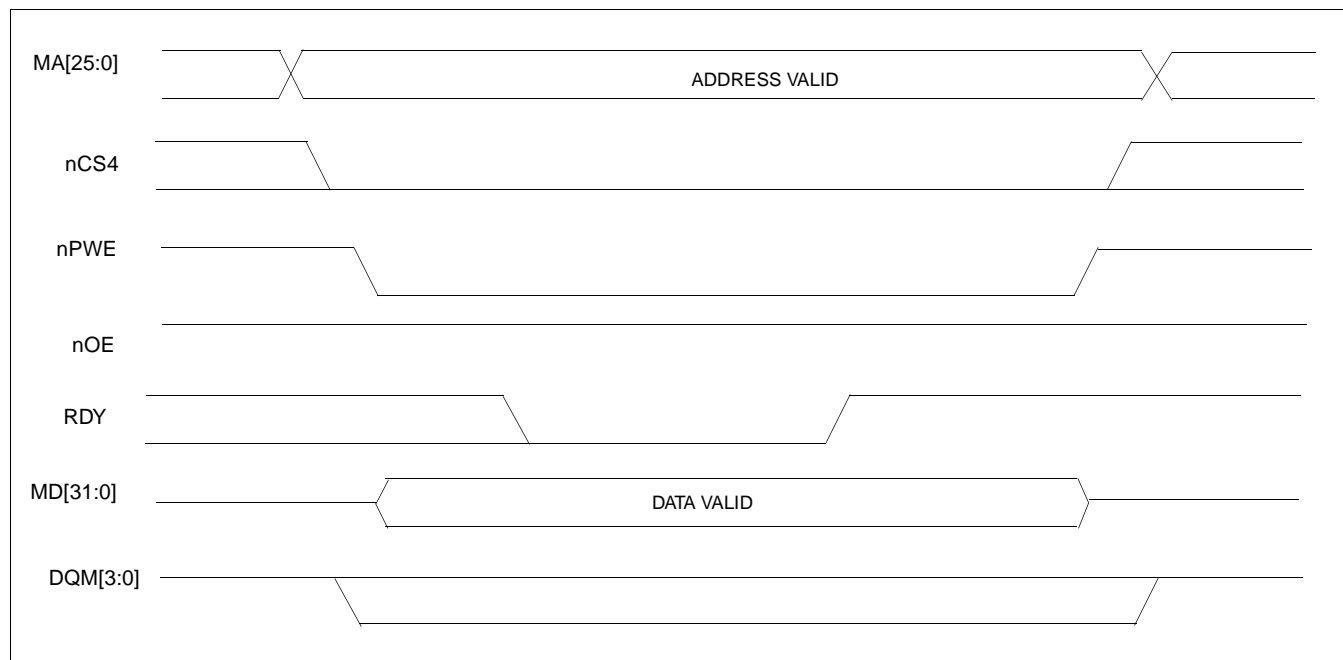 MA[25:0]
ADDRESS VALID
nCS4
nPWE
nOE
RDY
MD[31:0]
DATA VALID
DQM[3:0]